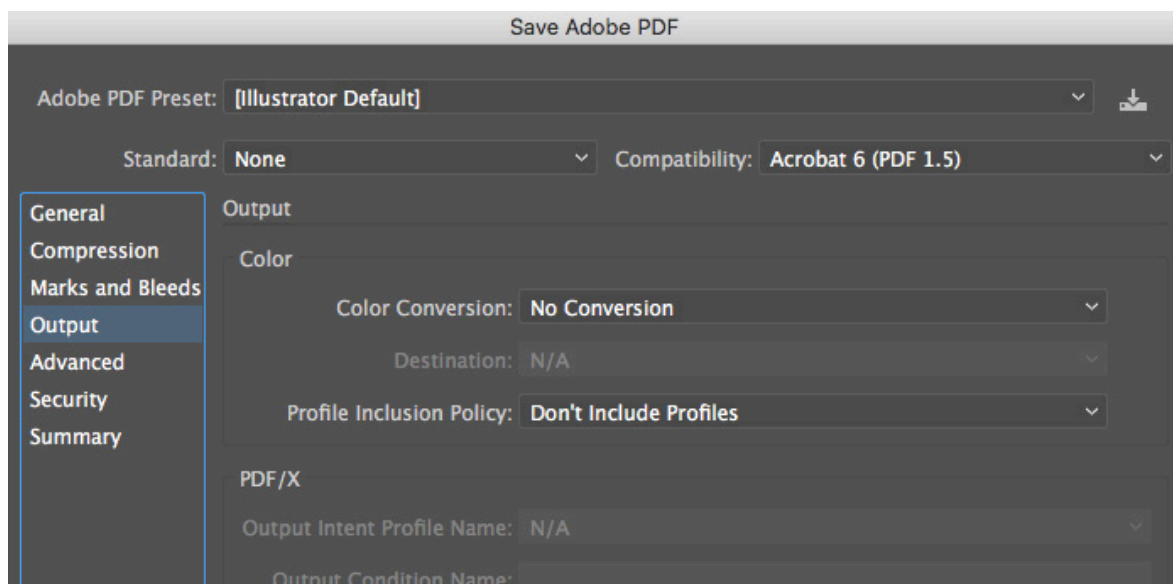 Save Adobe PDF
Adobe PDF Preset: [Illustrator Default]
Standard: None Compatibility: Acrobat 6 (PDF 1.5)
General
Compression
Marks and Bleeds
Output
Advanced
Security
Summary
Output
Color
Color Conversion: No Conversion
Destination: N/A
Profile Inclusion Policy: Don't Include Profiles
PDF/X
Output Intent Profile Name: N/A
Output Condition Name: